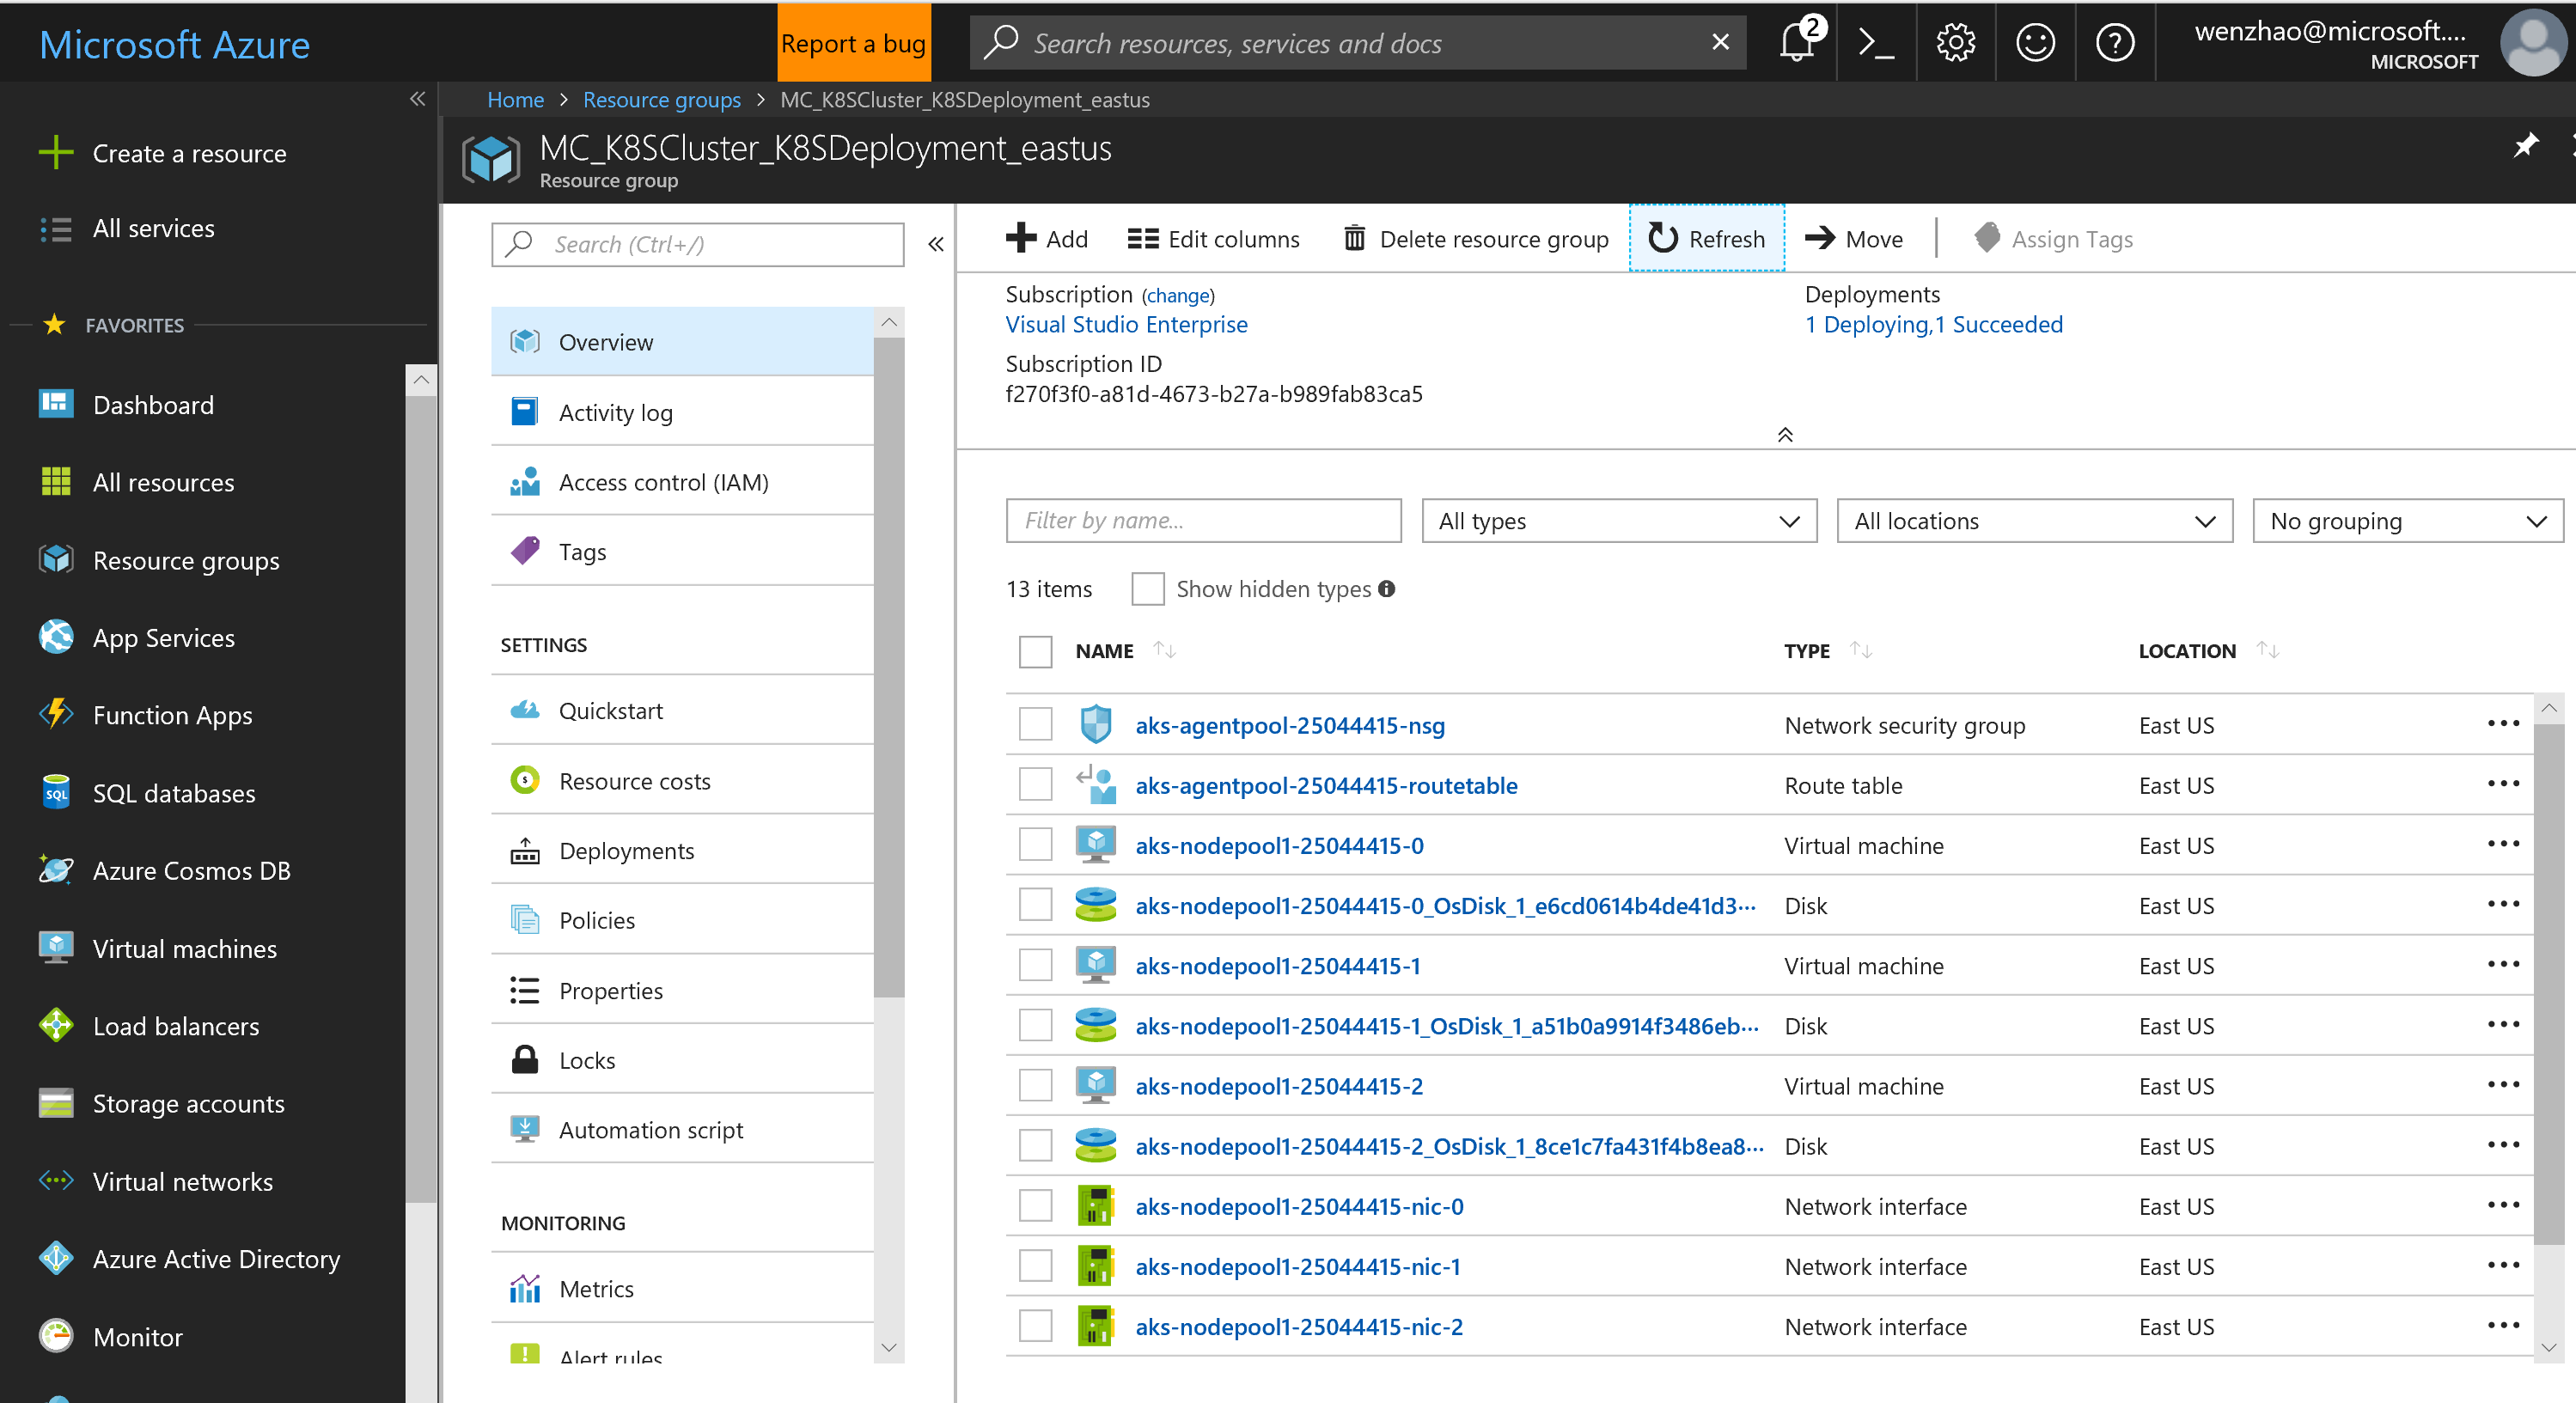 Microsoft Azure
Report a bug
Search resources, services and docs
2
wenzhao@microsoft....
MICROSOFT
Home > Resource groups > MC_K8SCluster_K8SDeployment_eastus
MC_K8SCluster_K8SDeployment_eastus
Resource group
Create a resource
All services
FAVORITES
Dashboard
All resources
Resource groups
App Services
Function Apps
SQL databases
Azure Cosmos DB
Virtual machines
Load balancers
Storage accounts
Virtual networks
Azure Active Directory
Monitor
Search (Ctrl+/)
Overview
Activity log
Access control (IAM)
Tags
SETTINGS
Quickstart
Resource costs
Deployments
Policies
Properties
Locks
Automation script
MONITORING
Metrics
Alert rules
Add
Edit columns
Delete resource group
Refresh
Move
Assign Tags
Subscription (change)
Visual Studio Enterprise
Subscription ID
f270f3f0-a81d-4673-b27a-b989fab83ca5
Deployments
1 Deploying,1 Succeeded
Filter by name...
All types
All locations
No grouping
13 items
Show hidden types
NAME TYPE LOCATION
aks-agentpool-25044415-nsg Network security group East US
aks-agentpool-25044415-routetable Route table East US
aks-nodepool1-25044415-0 Virtual machine East US
aks-nodepool1-25044415-0_OsDisk_1_e6cd0614b4de41d3... Disk East US
aks-nodepool1-25044415-1 Virtual machine East US
aks-nodepool1-25044415-1_OsDisk_1_a51b0a9914f3486eb... Disk East US
aks-nodepool1-25044415-2 Virtual machine East US
aks-nodepool1-25044415-2_OsDisk_1_8ce1c7fa431f4b8ea8... Disk East US
aks-nodepool1-25044415-nic-0 Network interface East US
aks-nodepool1-25044415-nic-1 Network interface East US
aks-nodepool1-25044415-nic-2 Network interface East US